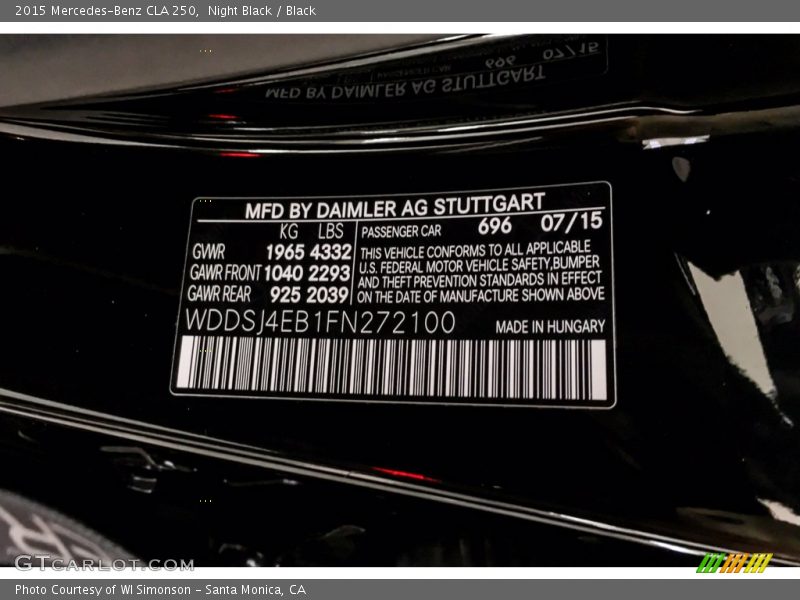 2015 Mercedes-Benz CLA 250, Night Black / Black
696 07/15
MFD BY DAIMLER AG STUTTGART
MFD BY DAIMLER AG STUTTGART
KG LBS
GVWR 1965 4332
GAWR FRONT 1040 2293
GAWR REAR 925 2039
PASSENGER CAR 696 07/15
THIS VEHICLE CONFORMS TO ALL APPLICABLE
U.S. FEDERAL MOTOR VEHICLE SAFETY,BUMPER
AND THEFT PREVENTION STANDARDS IN EFFECT
ON THE DATE OF MANUFACTURE SHOWN ABOVE
WDDSJ4EB1FN272100 MADE IN HUNGARY
GTCARLOT.COM
Photo Courtesy of WI Simonson - Santa Monica, CA